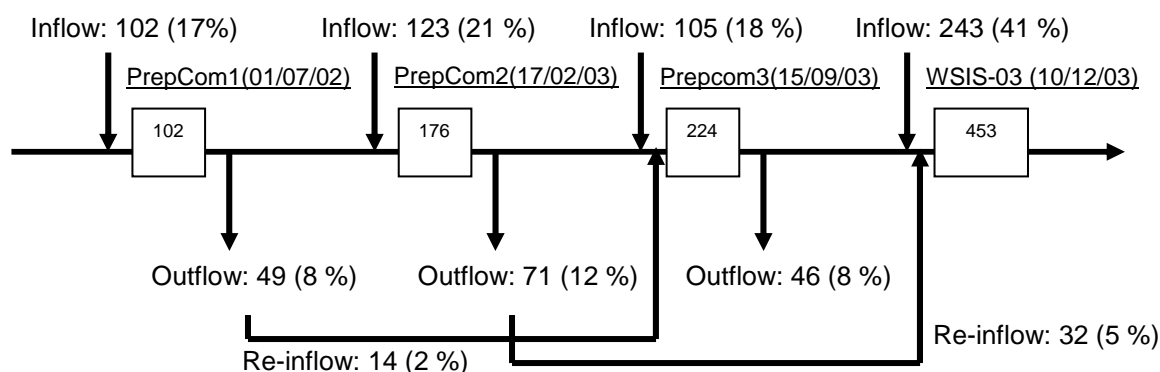 Inflow: 102 (17%) Inflow: 123 (21 %) Inflow: 105 (18 %) Inflow: 243 (41 %)
PrepCom1(01/07/02) PrepCom2(17/02/03) Prepcom3(15/09/03) WSIS-03 (10/12/03)
102 176 224 453
Outflow: 49 (8 %) Outflow: 71 (12 %) Outflow: 46 (8 %)
Re-inflow: 32 (5 %)
Re-inflow: 14 (2 %)